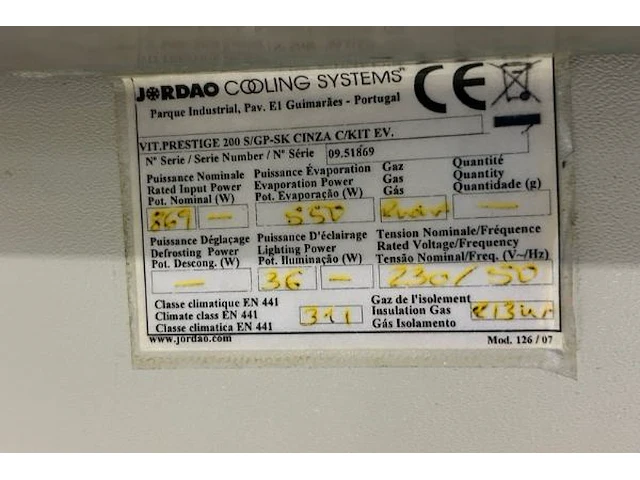 JORDAO COOLING SYSTEMS™ CE
Parque Industrial, Pav. E1 Guimarães - Portugal
VIT.PRESTIGE 200 S/GP-SK CINZA C/KIT EV.
Nº Serie / Serie Number / Nº Série 09.51869
Puissance Nominale Puissance Évaporation Gaz Quantité
Rated Input Power Evaporation Power Gas Quantity
Pot. Nominal (W) Pot. Evaporação (W) Gás Quantidade (g)
869 - 550 -
Puissance Déglaçage Puissance D'éclairage Tension Nominale/Fréquence
Defrosting Power Lighting Power Rated Voltage/Frequency
Pot. Descong. (W) Pot. Iluminação (W) Tensão Nominal/Freq. (V~/Hz)
- 36 - 230/50
Classe climatique EN 441 Gaz de l'isolement
Climate class EN 441 Insulation Gas
Classe climatica EN 441 Gás Isolamento
www.jordao.com Mod. 126 / 07